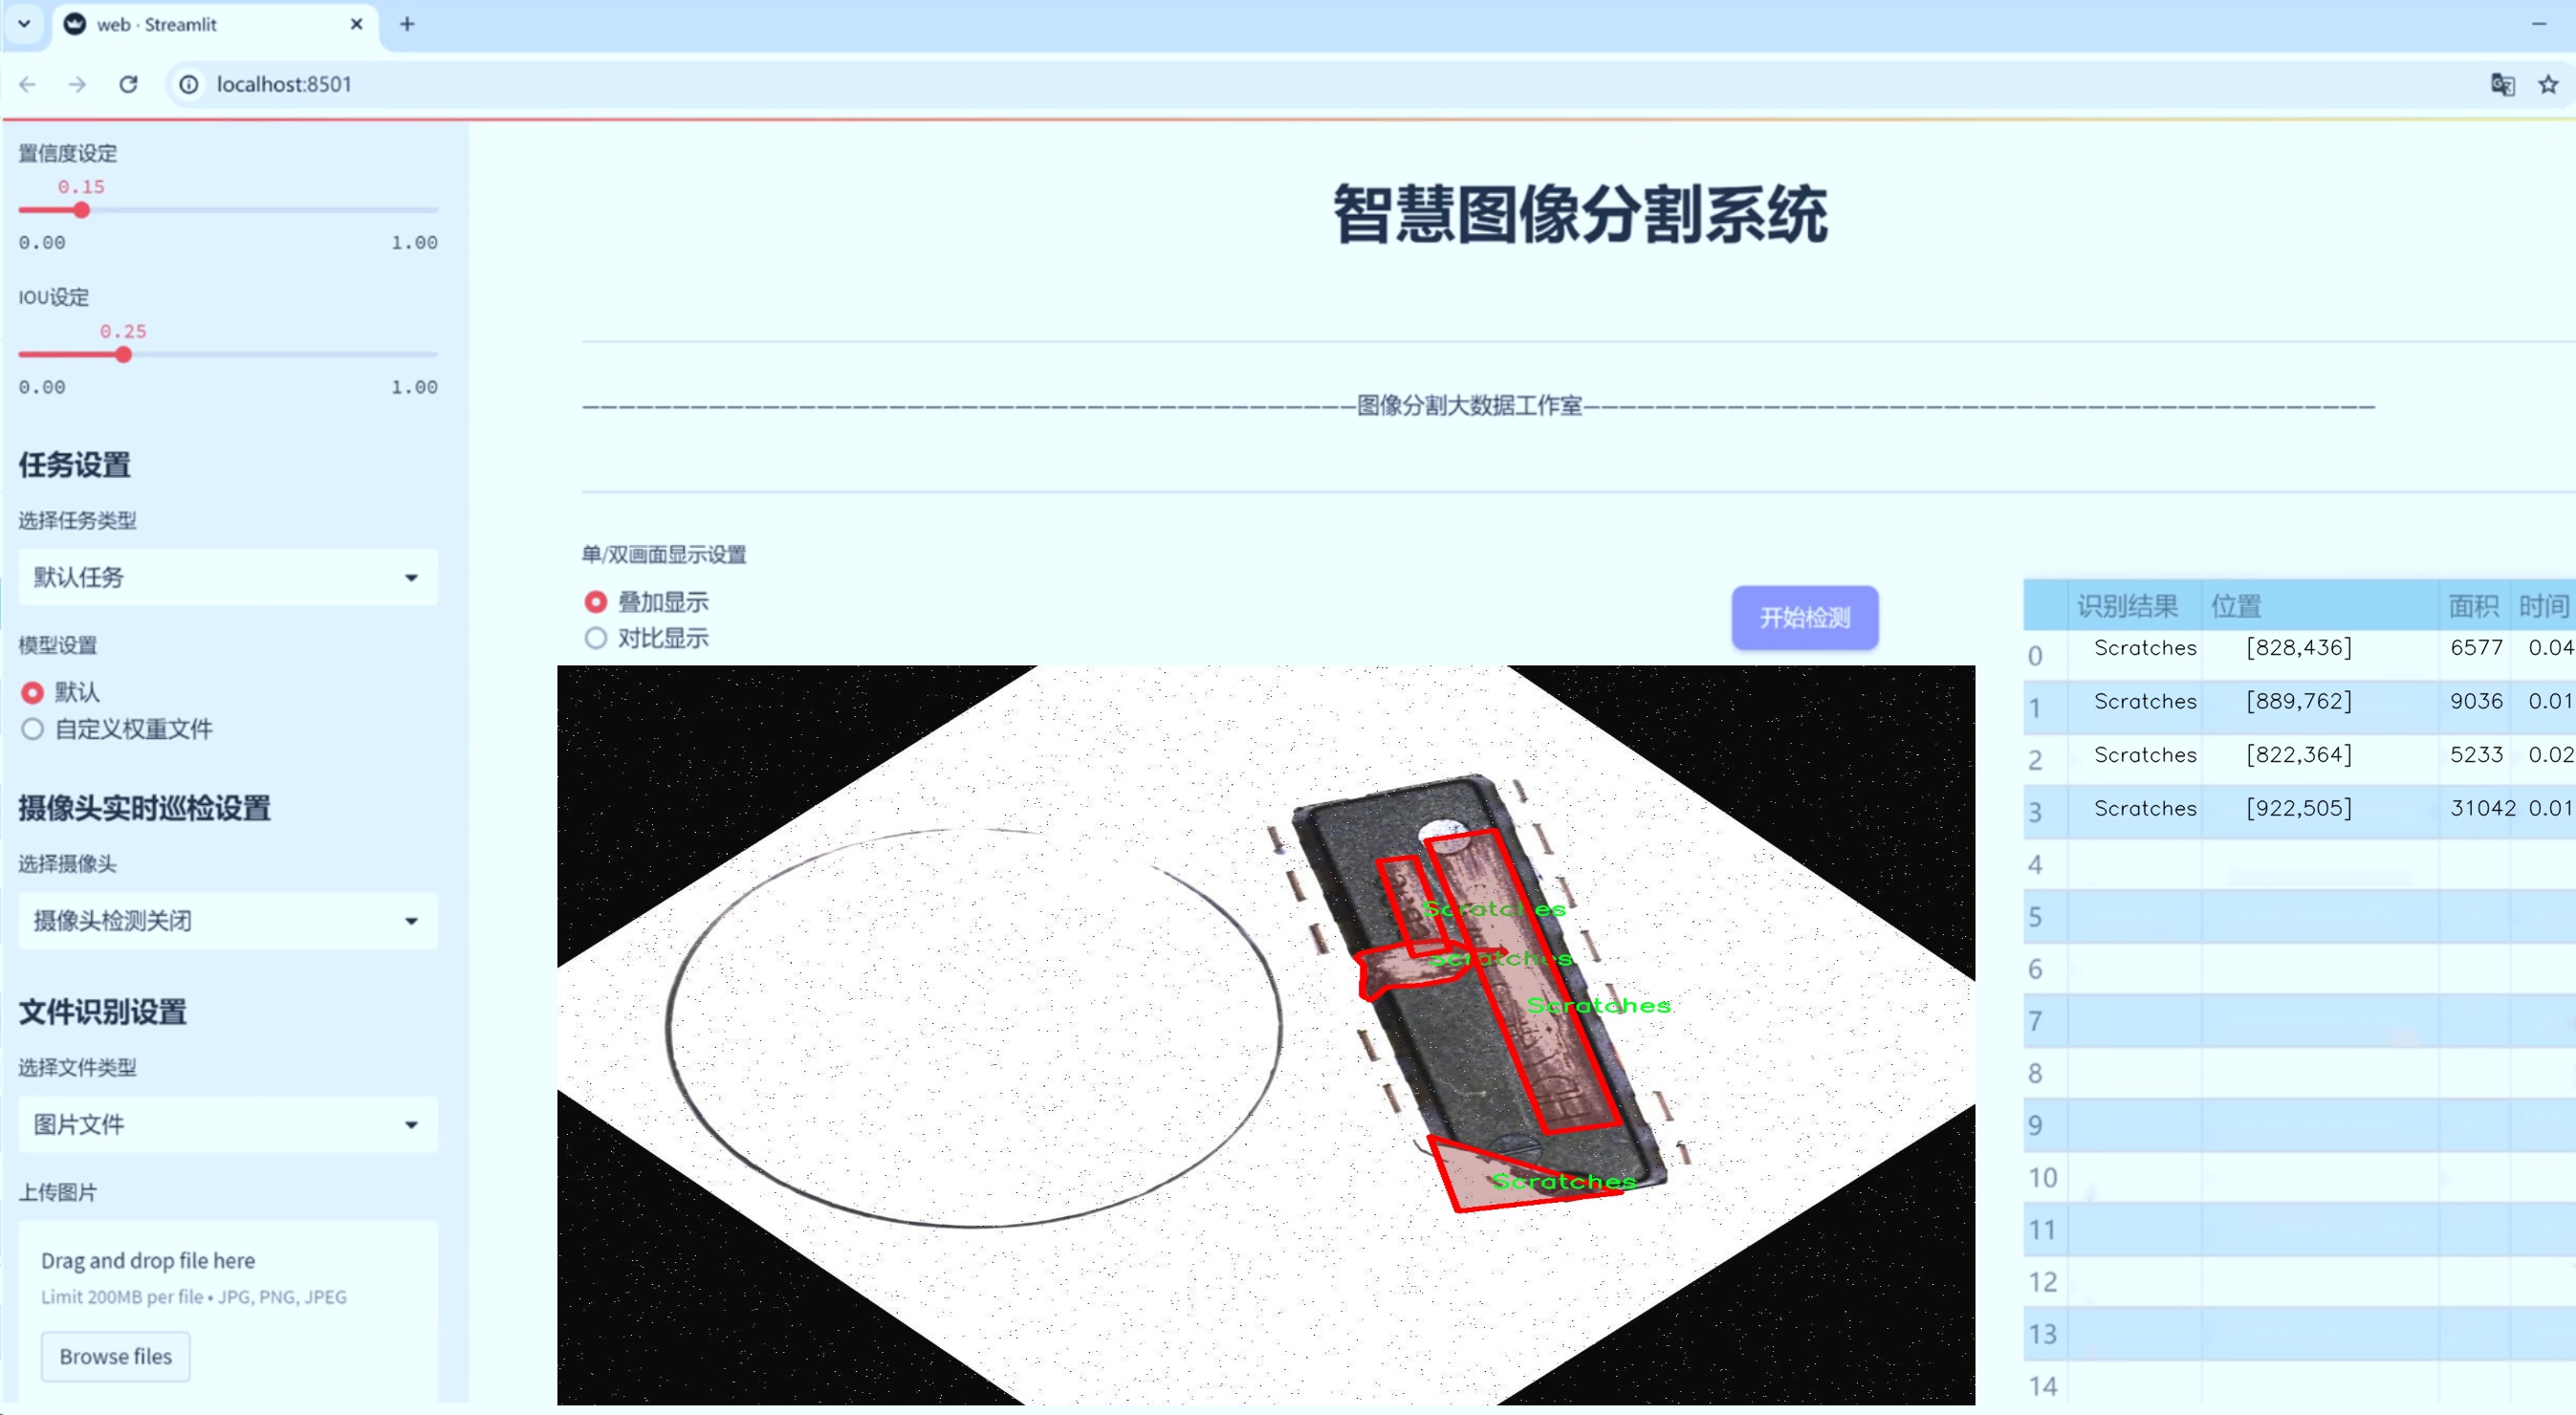 web · Streamlit
localhost:8501
置信度设定
0.15
0.00 1.00
IOU设定
0.25
0.00 1.00
任务设置
选择任务类型
默认任务
模型设置
默认
自定义权重文件
摄像头实时巡检设置
选择摄像头
摄像头检测关闭
文件识别设置
选择文件类型
图片文件
上传图片
Drag and drop file here
Limit 200MB per file • JPG, PNG, JPEG
Browse files
智慧图像分割系统
图像分割大数据工作室
单/双画面显示设置
叠加显示
对比显示
开始检测
Scratches
Scratches
Scratches
Scratches
识别结果 位置 面积 时间
0 Scratches [828,436] 6577 0.04
1 Scratches [889,762] 9036 0.01
2 Scratches [822,364] 5233 0.02
3 Scratches [922,505] 31042 0.01
4
5
6
7
8
9
10
11
12
13
14